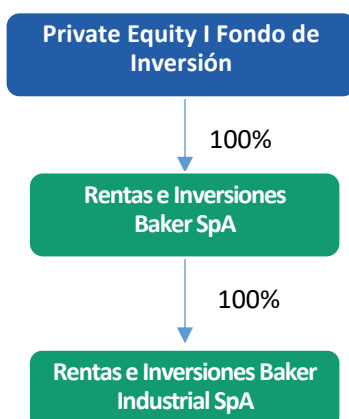 Private Equity I Fondo de
Inversión
100%
Rentas e Inversiones
Baker SpA
100%
Rentas e Inversiones Baker
Industrial SpA